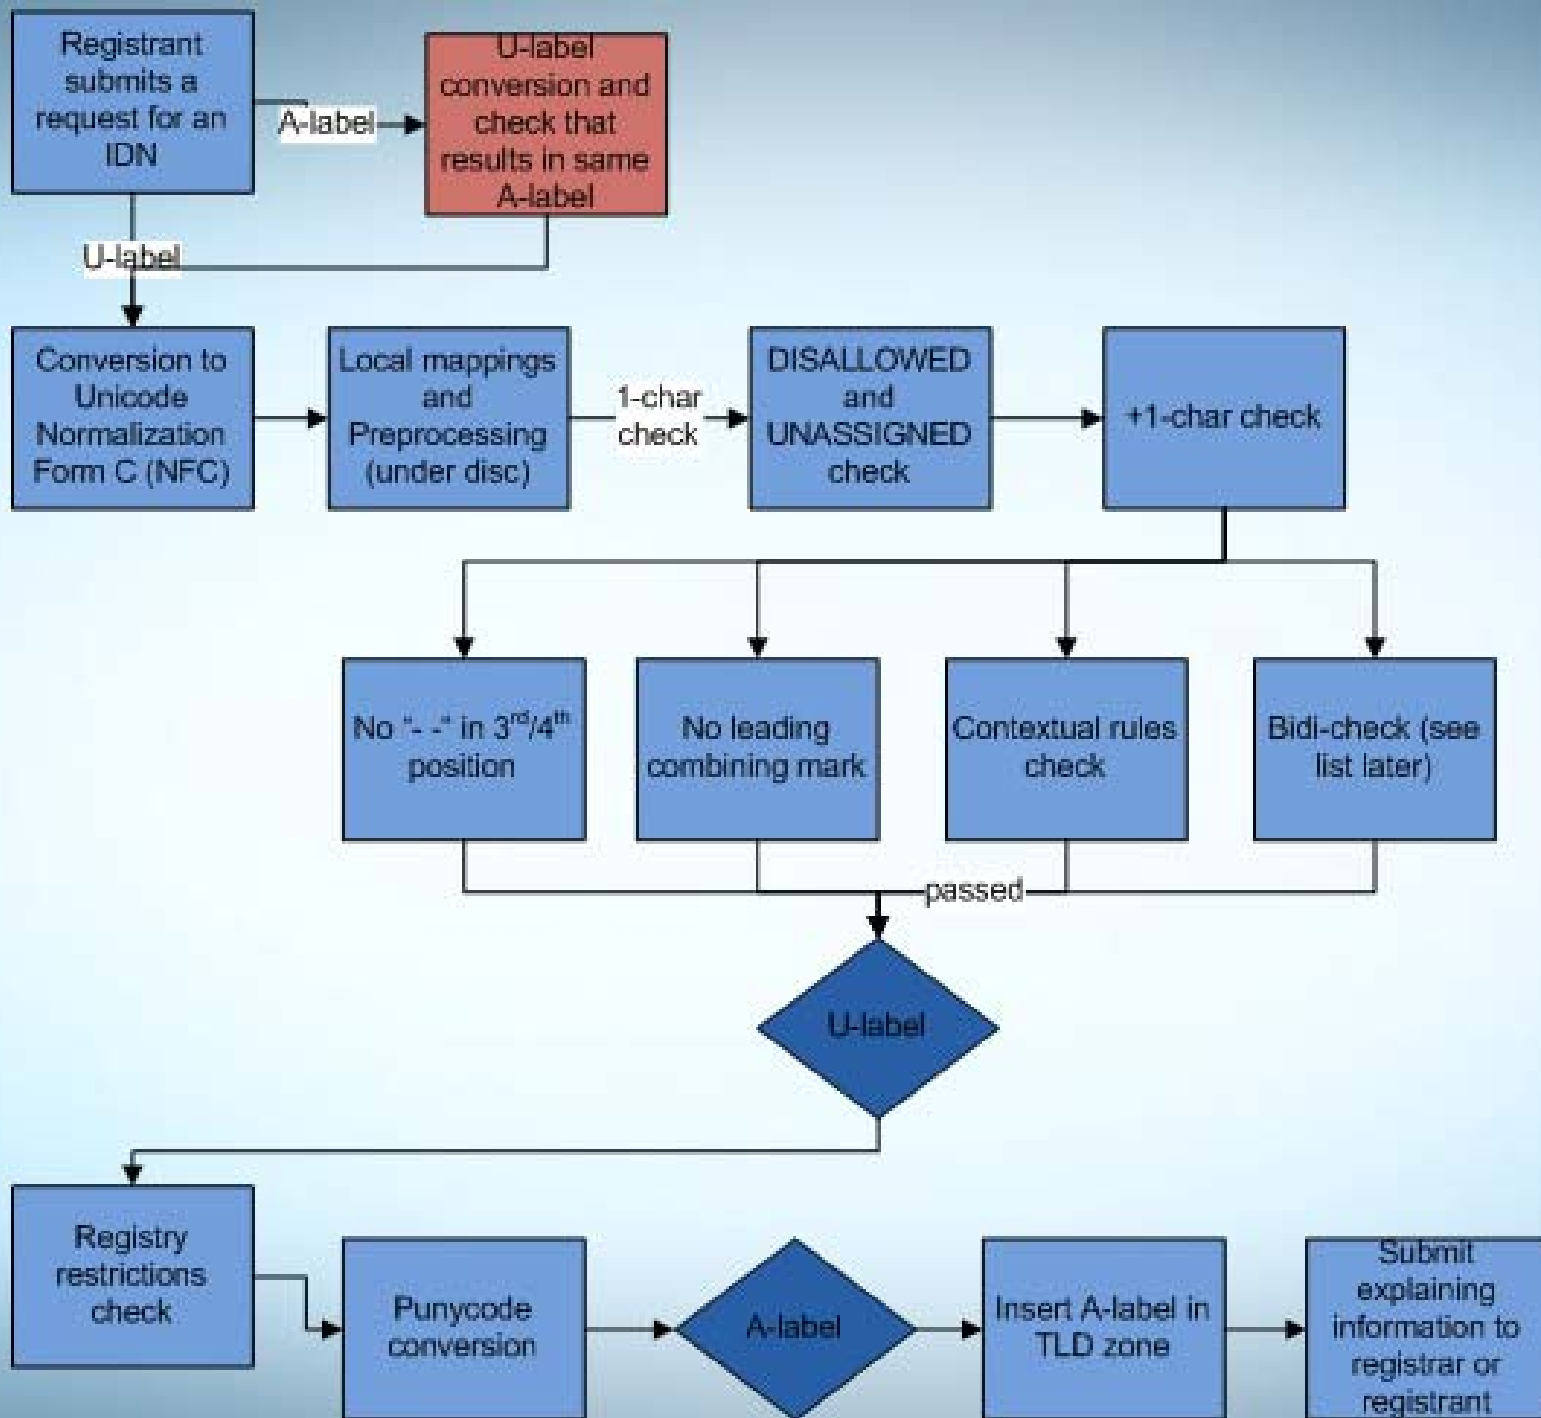 Registrant
submits a
request for an
IDN
A-label
U-label
conversion and
check that
results in same
A-label
U-label
Conversion to
Unicode
Normalization
Form C (NFC)
Local mappings
and
Preprocessing
(under disc)
1-char
check
DISALLOWED
and
UNASSIGNED
check
+1-char check
No "- -" in 3rd/4th
position
No leading
combining mark
Contextual rules
check
Bidi-check (see
list later)
passed
U-label
Registry
restrictions
check
Punycode
conversion
A-label
Insert A-label in
TLD zone
Submit
explaining
information to
registrar or
registrant